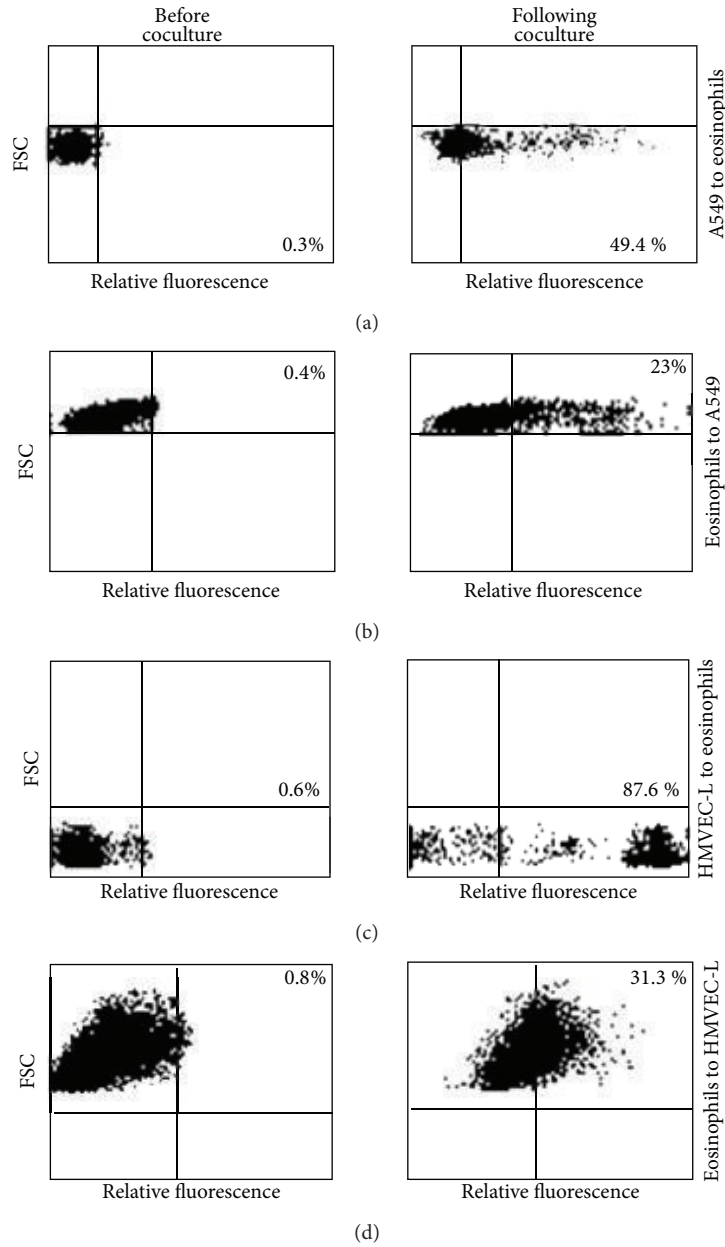 Before
coculture
Following
coculture
FSC
0.3%
Relative fluorescence
49.4 %
Relative fluorescence
A549 to eosinophils
(a)
FSC
0.4%
Relative fluorescence
23%
Relative fluorescence
Eosinophils to A549
(b)
FSC
0.6%
Relative fluorescence
87.6 %
Relative fluorescence
HMVEC-L to eosinophils
(c)
FSC
0.8%
Relative fluorescence
31.3 %
Relative fluorescence
Eosinophils to HMVEC-L
(d)